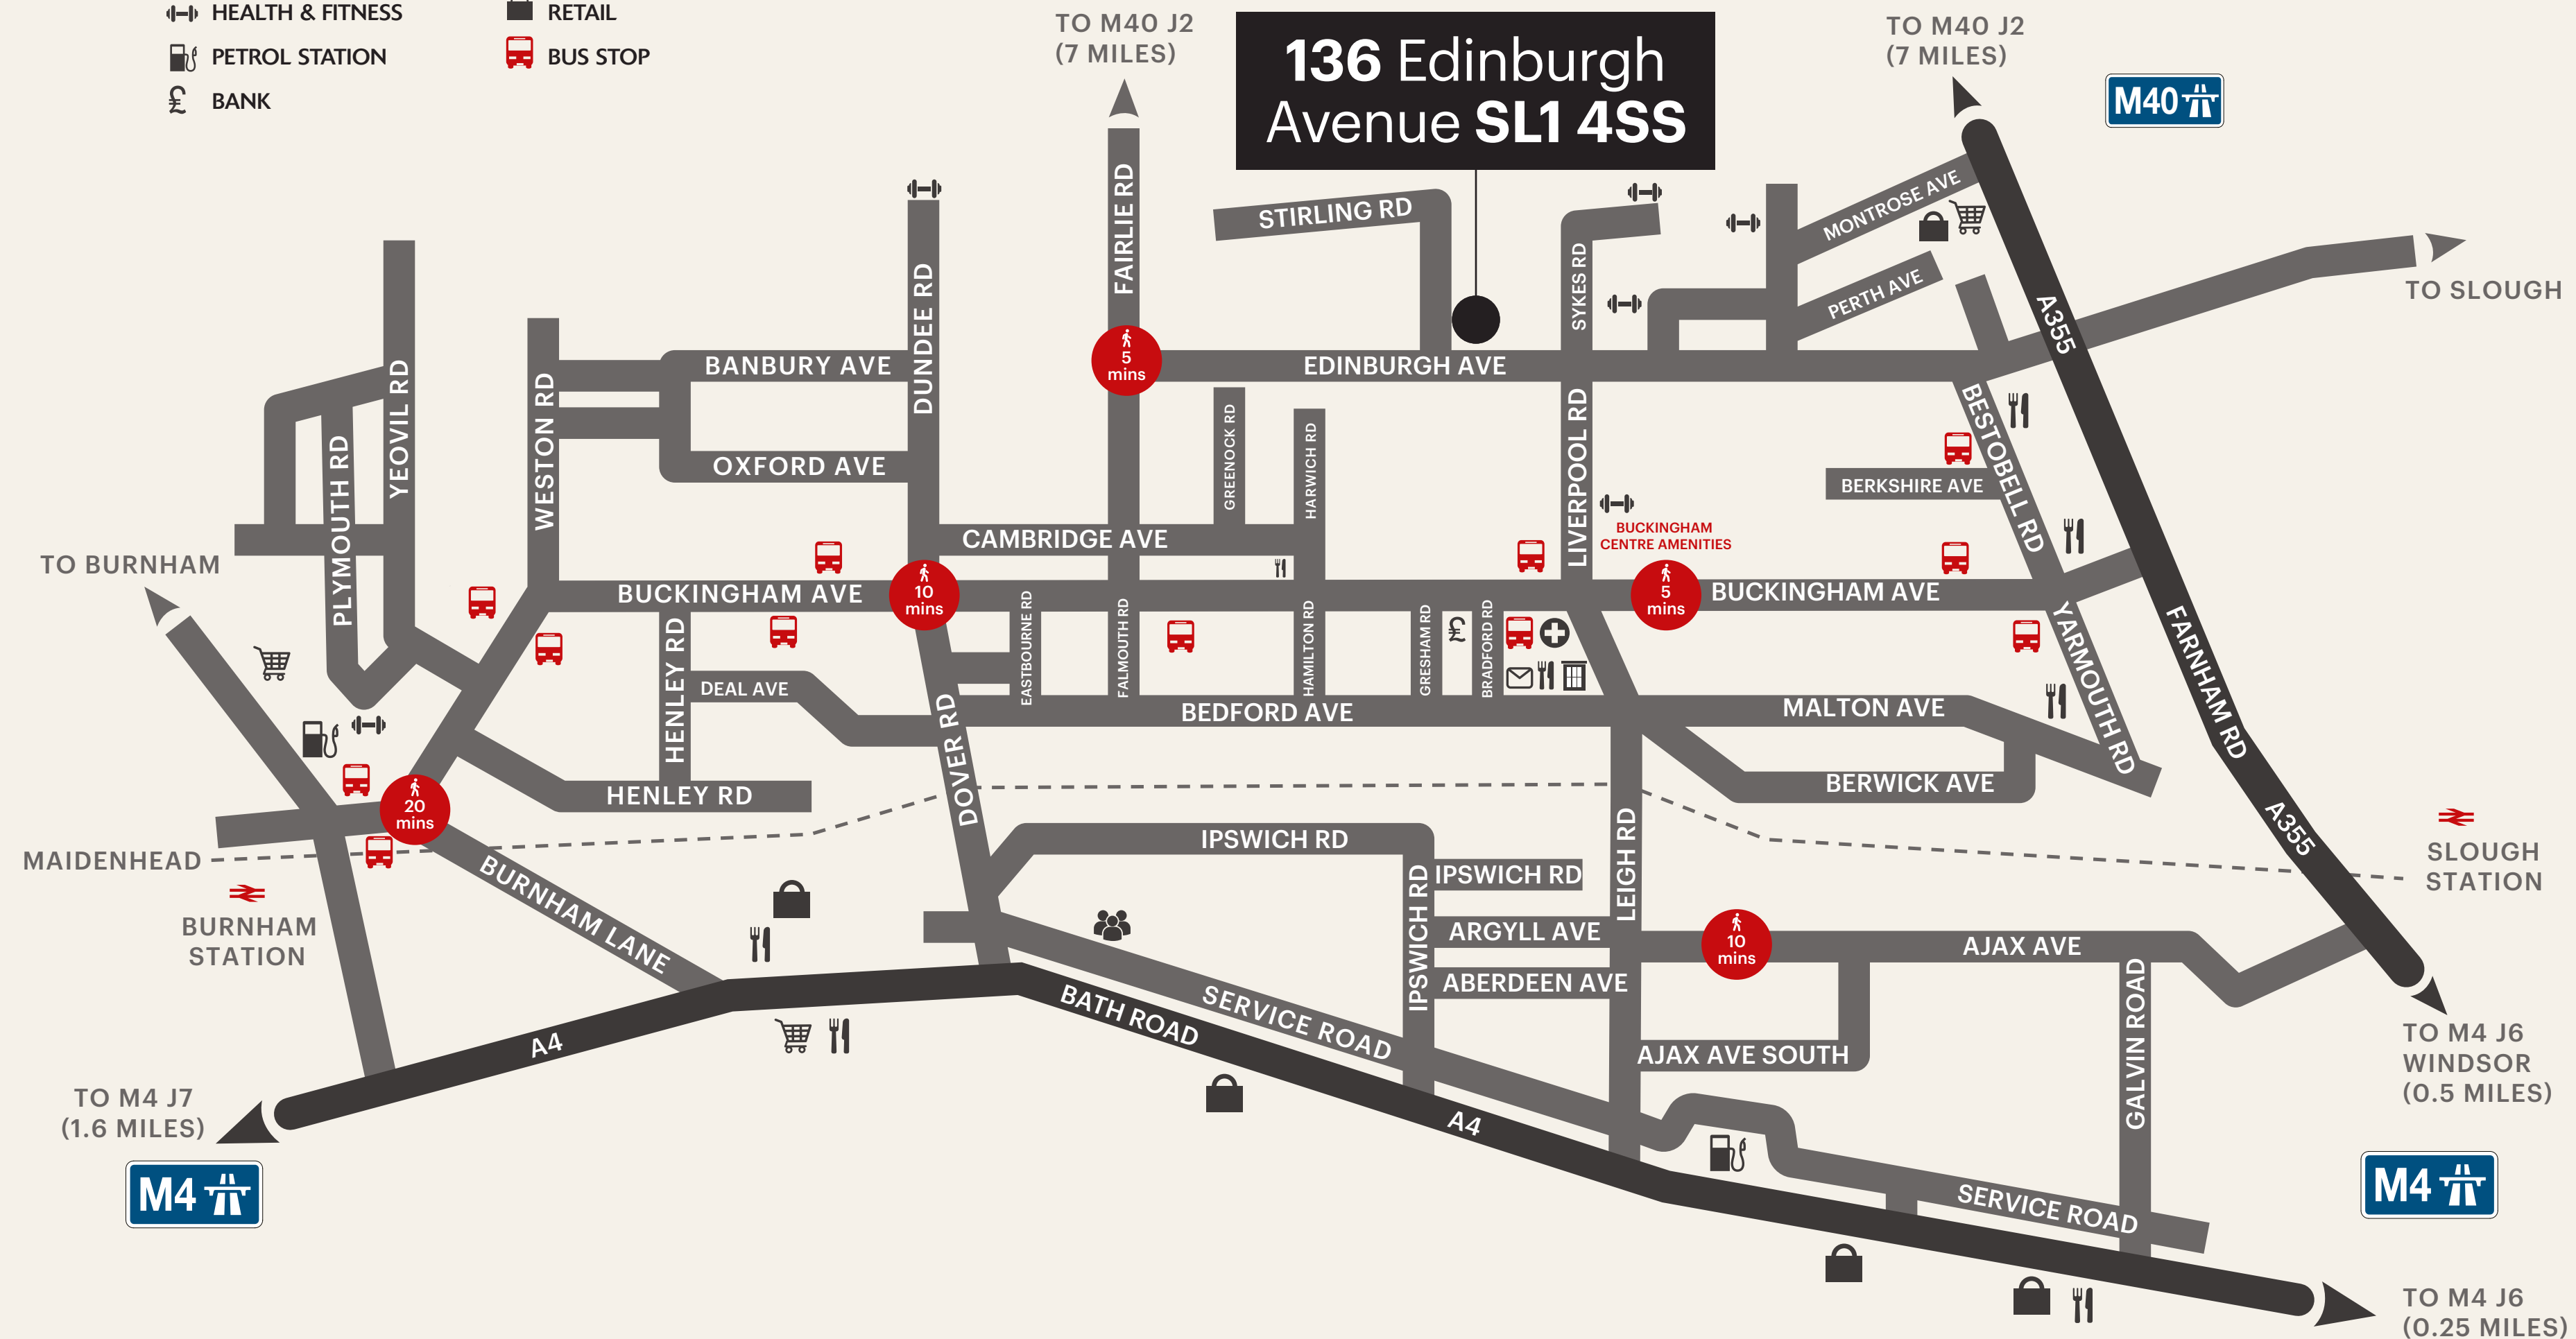 HEALTH & FITNESS
RETAIL
PETROL STATION
BUS STOP
£ BANK
TO M40 J2
(7 MILES)
136 Edinburgh
Avenue SL1 4SS
TO M40 J2
(7 MILES)
M40
FAIRLIE RD
STIRLING RD
SYKES RD
MONTROSE AVE
PERTH AVE
A355
TO SLOUGH
DUNDEE RD
BANBURY AVE
5
mins
EDINBURGH AVE
YEOVIL RD
WESTON RD
PLYMOUTH RD
OXFORD AVE
GREENOCK RD
HARWICH RD
LIVERPOOL RD
BESTOBELL RD
BERKSHIRE AVE
CAMBRIDGE AVE
BUCKINGHAM
CENTRE AMENITIES
TO BURNHAM
BUCKINGHAM AVE
10
mins
5
mins
BUCKINGHAM AVE
HENLEY RD
DEAL AVE
EASTBOURNE RD
FALMOUTH RD
HAMILTON RD
GRESHAM RD
£
BRADFORD RD
YARMOUTH RD
FARNHAM RD
DOVER RD
BEDFORD AVE
MALTON AVE
BERWICK AVE
HENLEY RD
20
mins
MAIDENHEAD
BURNHAM
STATION
BURNHAM LANE
IPSWICH RD
IPSWICH RD
IPSWICH RD
LEIGH RD
ARGYLL AVE
ABERDEEN AVE
10
mins
AJAX AVE
AJAX AVE SOUTH
GALVIN ROAD
A355
SLOUGH
STATION
A4
BATH ROAD
SERVICE ROAD
A4
SERVICE ROAD
TO M4 J7
(1.6 MILES)
M4
TO M4 J6
WINDSOR
(0.5 MILES)
M4
TO M4 J6
(0.25 MILES)